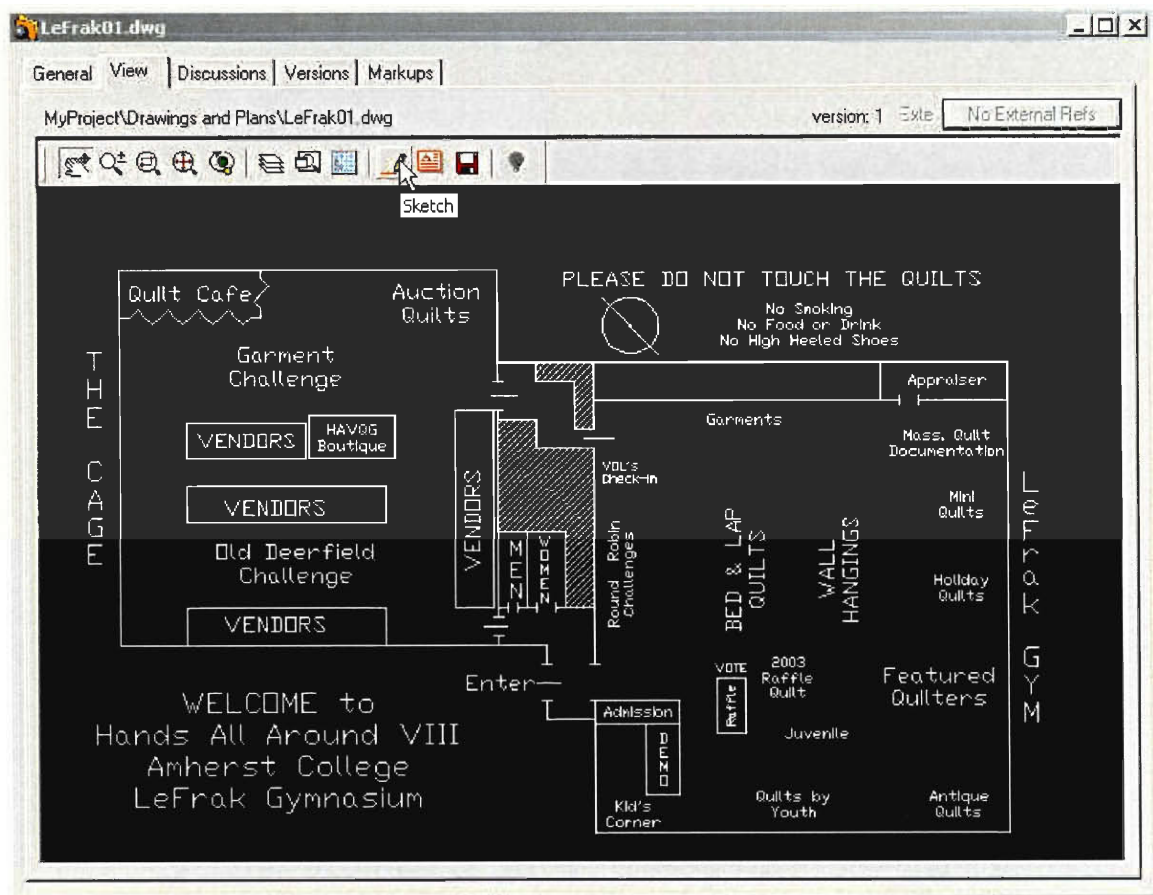 LeFrak01.dwg
General View Discussions Versions Markups
MyProject\Drawings and Plans\LeFrak01.dwg
version: 1 Exte No External Refs
Sketch
PLEASE DO NOT TOUCH THE QUILTS
No Smoking
No Food or Drink
No High Heeled Shoes
Quilt Cafe
Auction
Quilts
THE CAGE
Garment
Challenge
VENDORS
HAVQG
Boutique
VENDORS
VENDORS
Old Deerfield
Challenge
VENDORS
MEN
WOMEN
Enter
WELCOME to
Hands All Around VIII
Amherst College
LeFrak Gymnasium
Appraiser
Garments
Mass. Quilt
Documentation
VOL's
Check-in
Mini
Quilts
Round Robin
Challenges
BED & LAP
QUILTS
WALL
HANGINGS
Holiday
Quilts
LeFrak GYM
VOTE
Raffle
2003
Raffle
Quilt
Featured
Quilters
Juvenile
Admission
DEMO
Kid's
Corner
Quilts by
Youth
Antique
Quilts